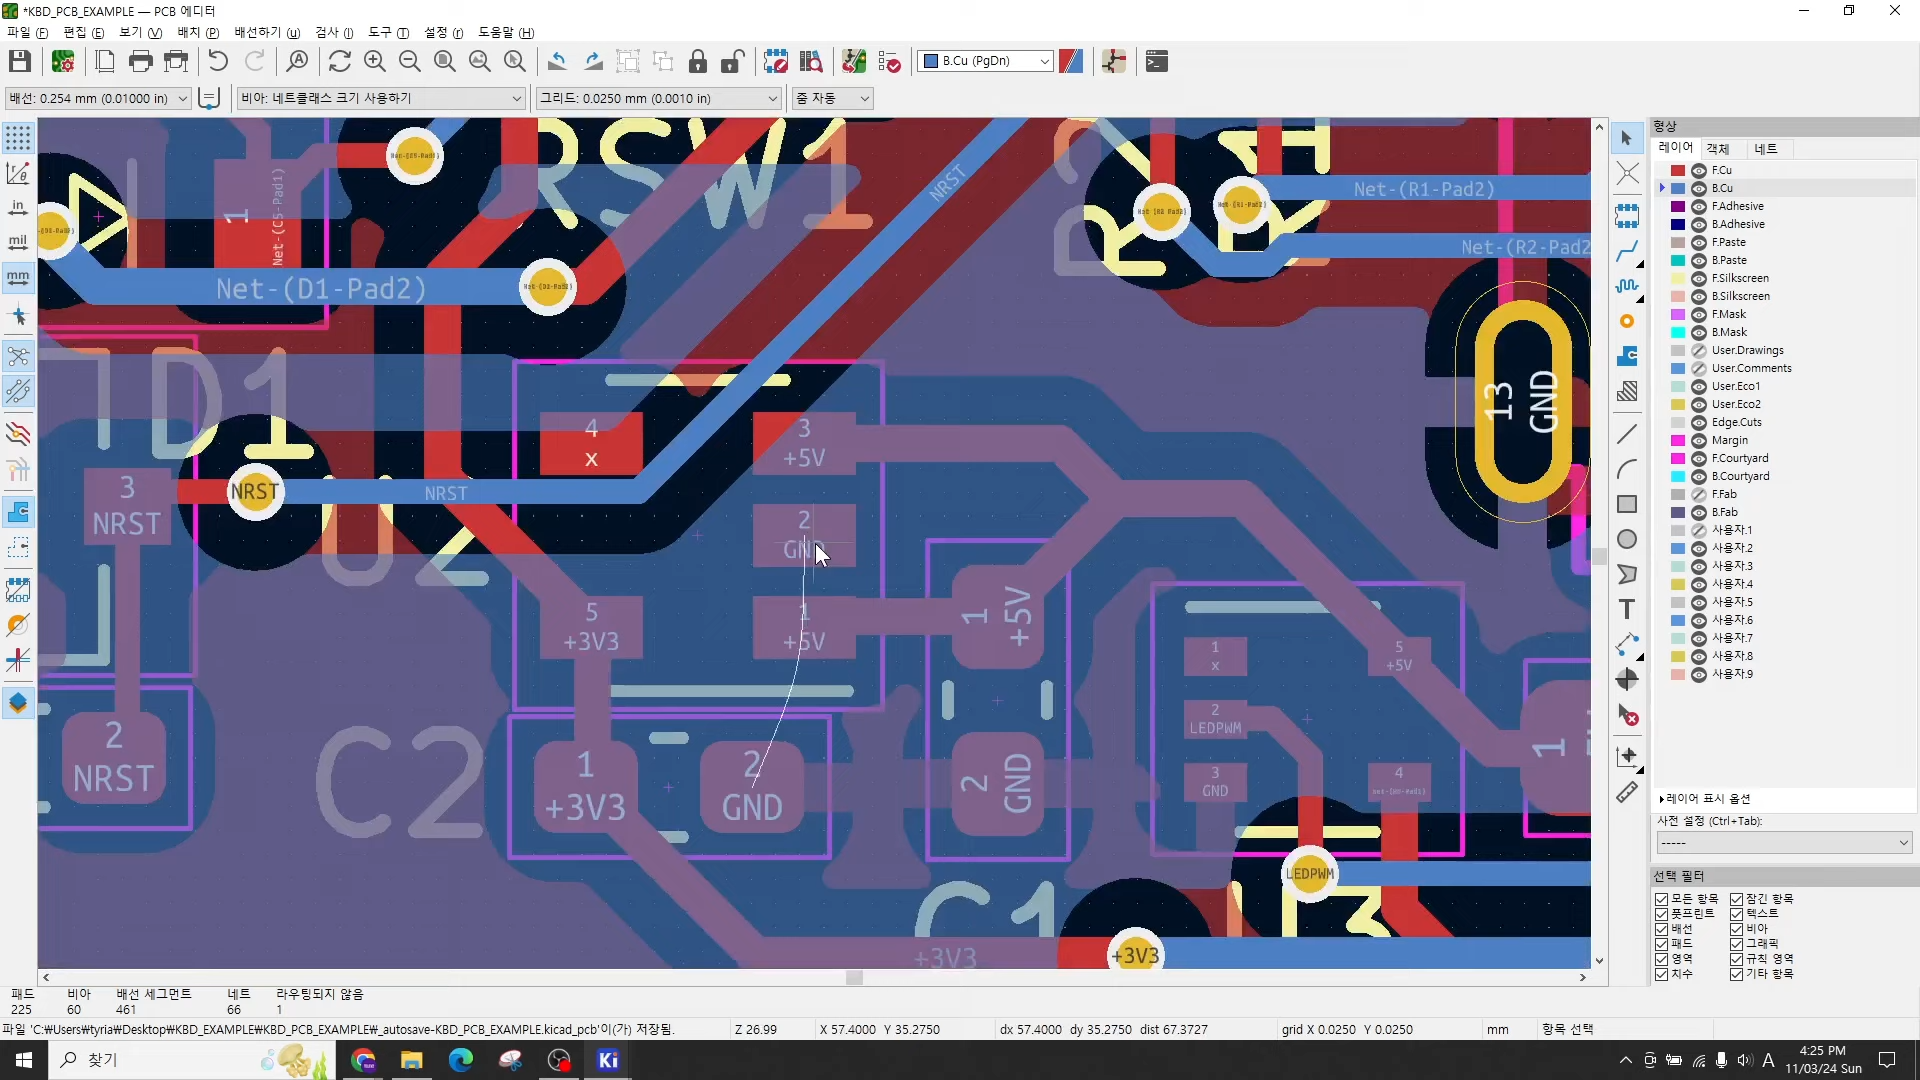 *KBD_PCB_EXAMPLE — PCB 에디터
파일 (F) 편집 (E) 보기 (V) 배치 (P) 배선하기 (u) 검사 (I) 도구 (T) 설정 (r) 도움말 (H)
B.Cu (PgDn)
배선: 0.254 mm (0.01000 in) 비아: 네트클래스 크기 사용하기 그리드: 0.0250 mm (0.0010 in) 줌 자동
in
mil
mm
RSW1
R1
NRST
Net-(R1-Pad2)
Net-(R2-Pad2
1
Net-(C5-Pad1)
Net-(D1-Pad2)
D1
4
x
3
+5V
13
GND
3
NRST
NRST
NRST
2
GND
U2
5
+3V3
1
+5V
1
+5V
1
x
5
+5V
2
LEDPWM
1
2
NRST
C2
1
+3V3
2
GND
2
GND
3
GND
4
LEDPWM
C1
+3V3
+3V3
형상
레이어 객체 네트
F.Cu
B.Cu
F.Adhesive
B.Adhesive
F.Paste
B.Paste
F.Silkscreen
B.Silkscreen
F.Mask
B.Mask
User.Drawings
User.Comments
User.Eco1
User.Eco2
Edge.Cuts
Margin
F.Courtyard
B.Courtyard
F.Fab
B.Fab
사용자.1
사용자.2
사용자.3
사용자.4
사용자.5
사용자.6
사용자.7
사용자.8
사용자.9
레이어 표시 옵션
사전 설정 (Ctrl+Tab):
-----
선택 필터
모든 항목 잠긴 항목
풋프린트 텍스트
배선 비아
패드 그래픽
영역 규칙 영역
치수 기타 항목
패드 비아 배선 세그먼트 네트 라우팅되지 않음
225 60 461 66 1
파일 'C:₩Users₩tyria₩Desktop₩KBD_EXAMPLE₩KBD_PCB_EXAMPLE₩_autosave-KBD_PCB_EXAMPLE.kicad_pcb'이(가) 저장됨. Z 26.99 X 57.4000 Y 35.2750 dx 57.4000 dy 35.2750 dist 67.3727 grid X 0.0250 Y 0.0250 mm 항목 선택
찾기
Ki
A
4:25 PM
11/03/24 Sun